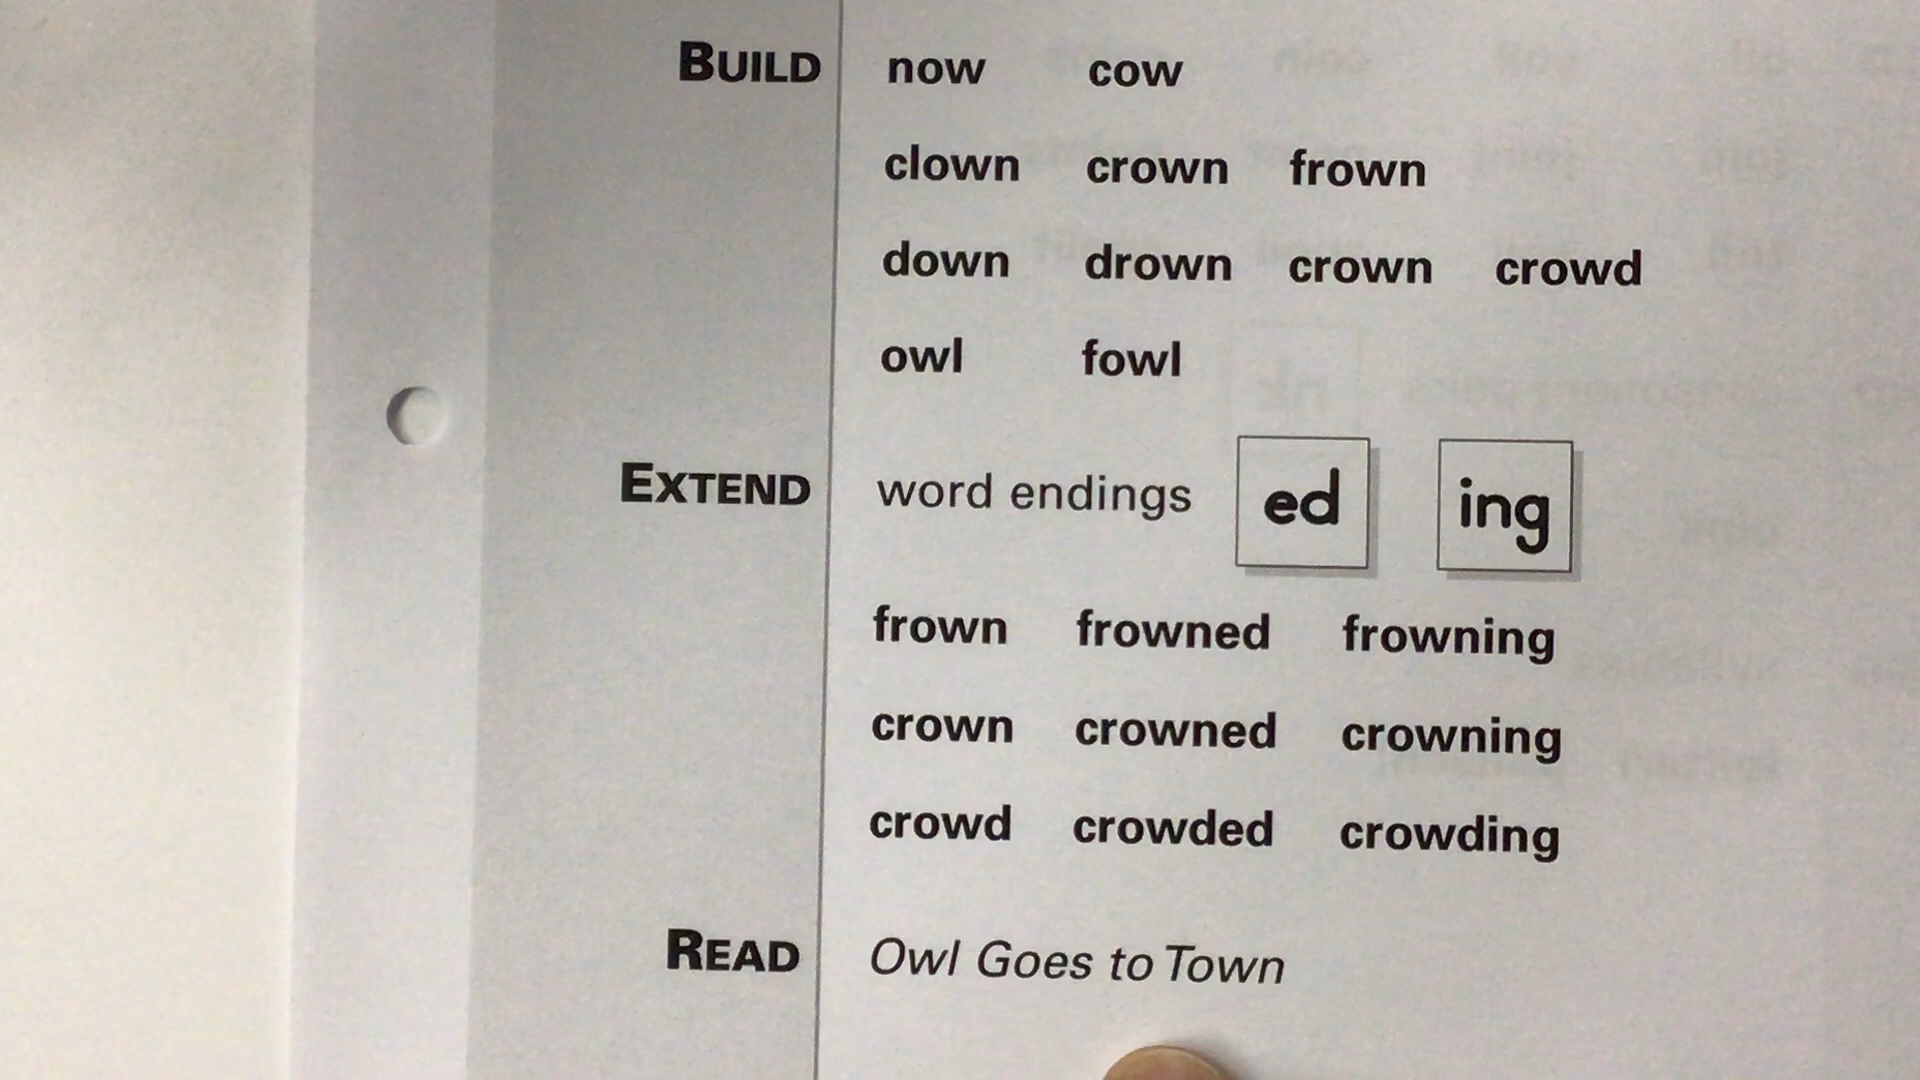 BUILD now cow
clown crown frown
down drown crown crowd
owl fowl
EXTEND word endings ed ing
frown frowned frowning
crown crowned crowning
crowd crowded crowding
READ Owl Goes to Town